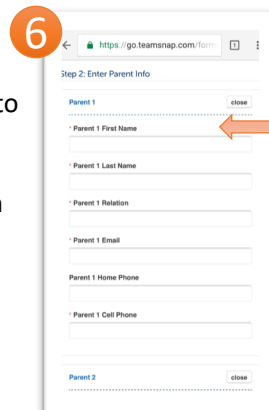 6
https://go.teamsnap.com/form
1
Step 2: Enter Parent Info
to
Parent 1
close
* Parent 1 First Name
* Parent 1 Last Name
* Parent 1 Relation
* Parent 1 Email
Parent 1 Home Phone
* Parent 1 Cell Phone
Parent 2
close